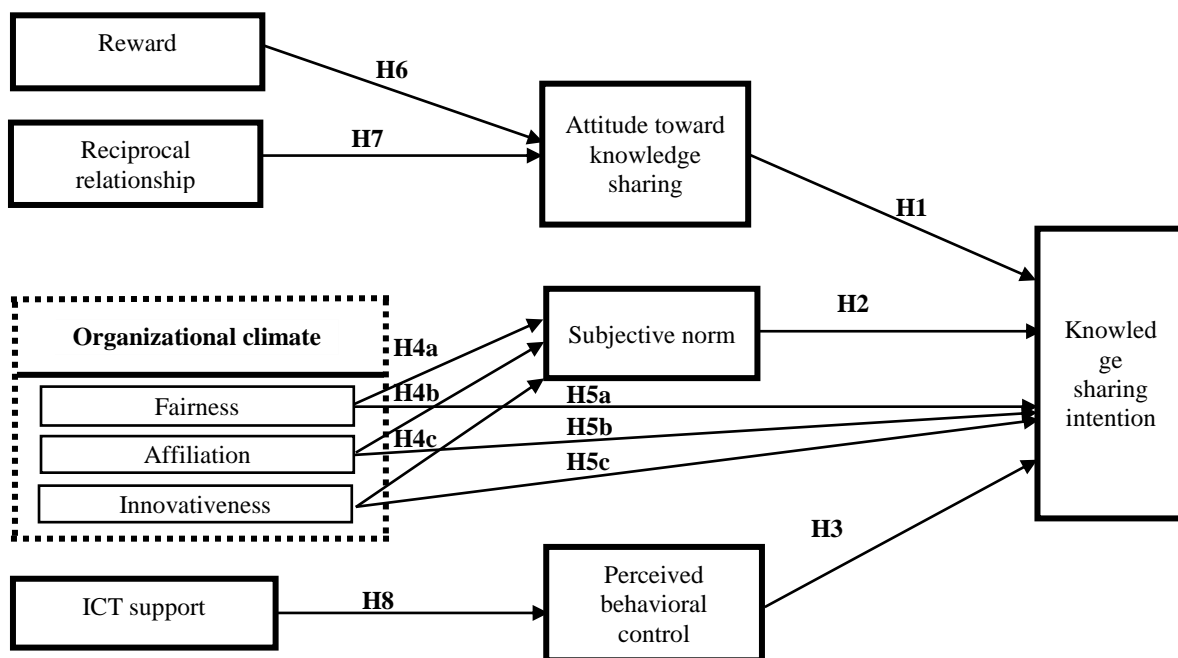 Reward
H6
Reciprocal
relationship
H7
Attitude toward
knowledge
sharing
H1
Organizational climate
Fairness
Affiliation
Innovativeness
H4a
H4b
H4c
Subjective norm
H2
H5a
H5b
H5c
Knowled
ge
sharing
intention
H3
ICT support
H8
Perceived
behavioral
control